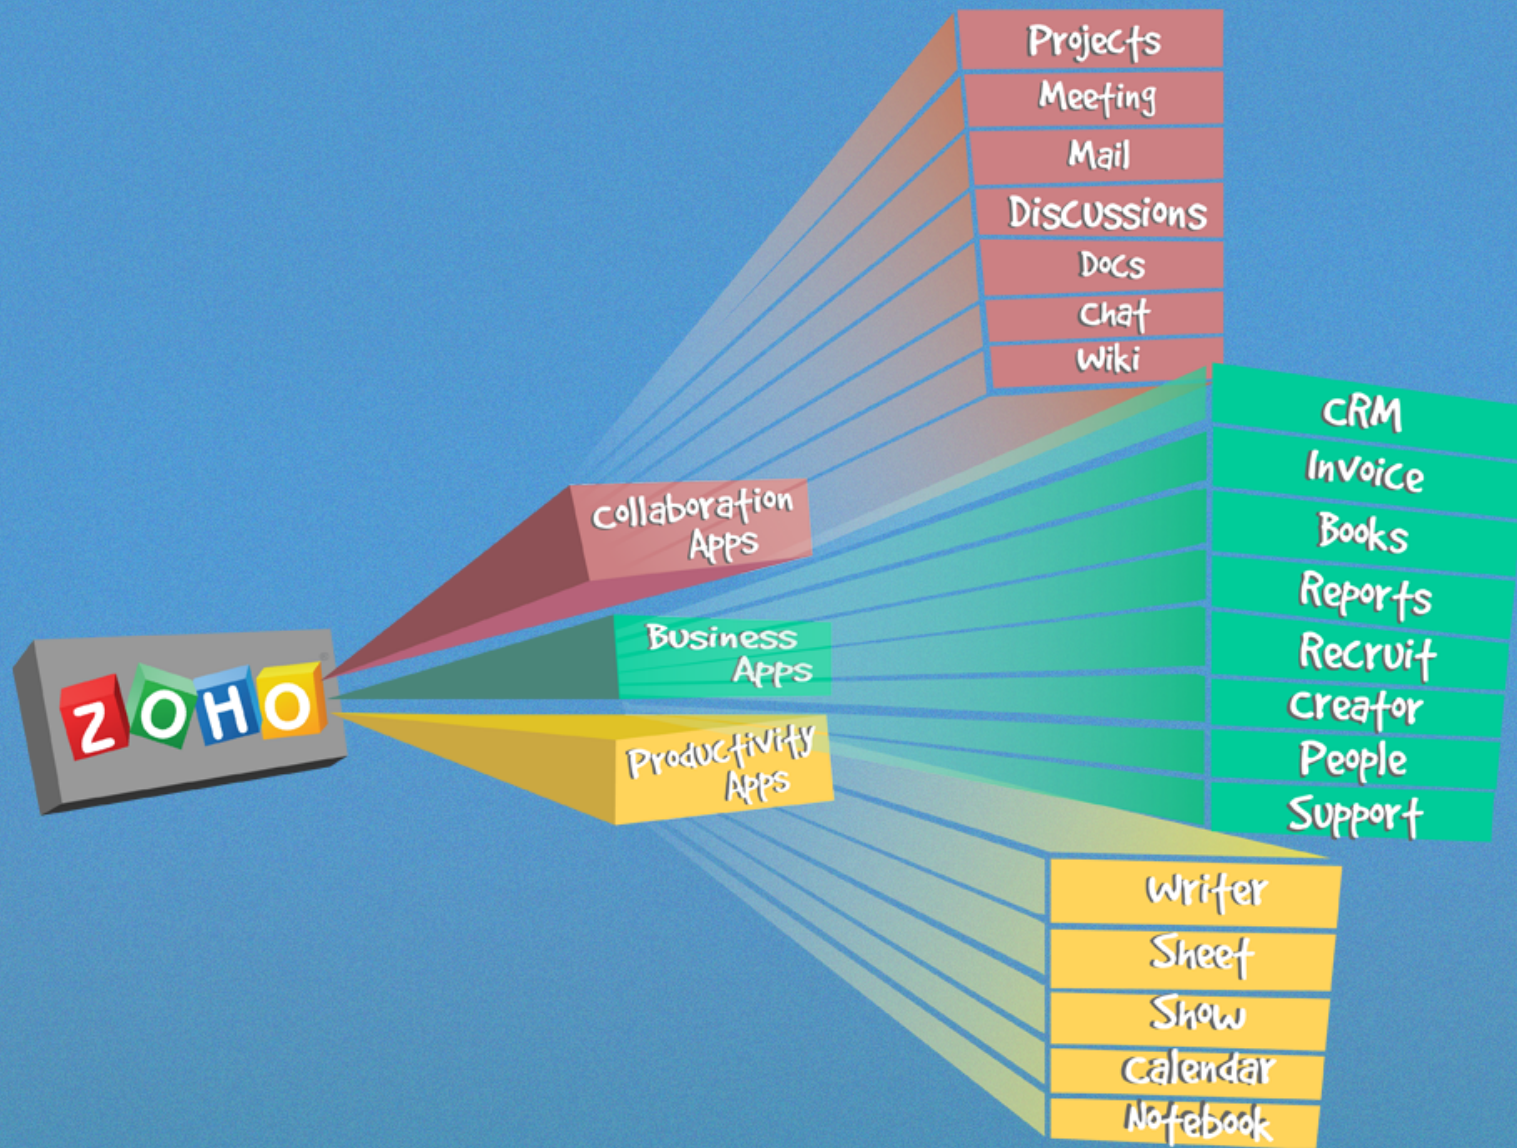 ZOHO
Collaboration
Apps
Projects
Meeting
Mail
Discussions
Docs
Chat
Wiki
Business
Apps
CRM
Invoice
Books
Reports
Recruit
Creator
People
Support
Productivity
Apps
Writer
Sheet
Show
Calendar
Notebook